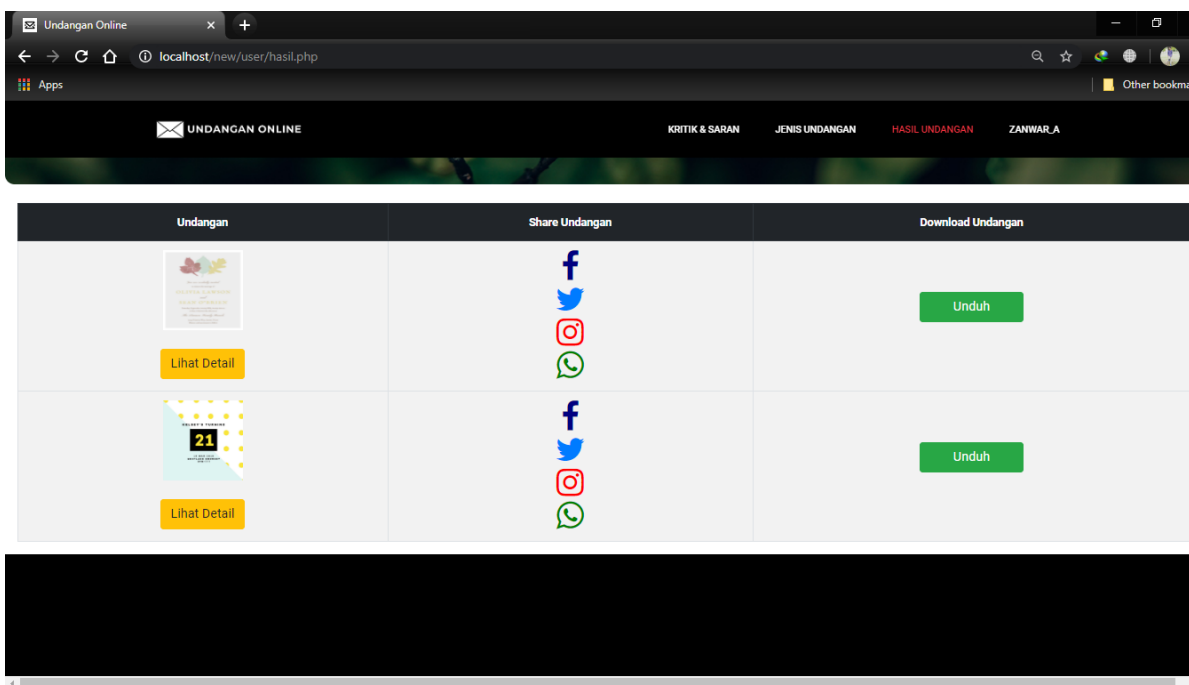 Undangan Online
localhost/new/user/hasil.php
Apps
Other bookma
UNDANGAN ONLINE
KRITIK & SARAN
JENIS UNDANGAN
HASIL UNDANGAN
ZANWAR_A
Undangan
Share Undangan
Download Undangan
Lihat Detail
Unduh
21
Lihat Detail
Unduh